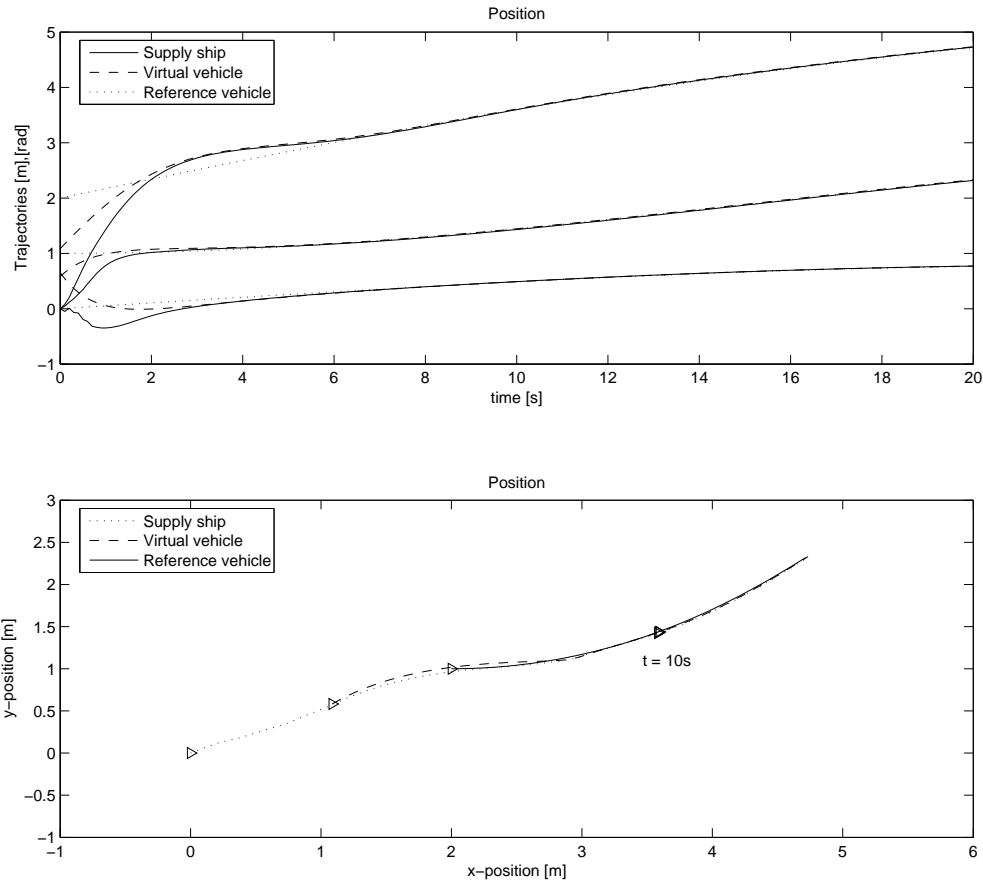 Position
Supply ship
Virtual vehicle
Reference vehicle
Trajectories [m],[rad]
5
4
3
2
1
0
−1
0 2 4 6 8 10 12 14 16 18 20
time [s]
Position
Supply ship
Virtual vehicle
Reference vehicle
y−position [m]
3
2.5
2
1.5
1
0.5
0
−0.5
−1
t = 10s
−1 0 1 2 3 4 5 6
x−position [m]